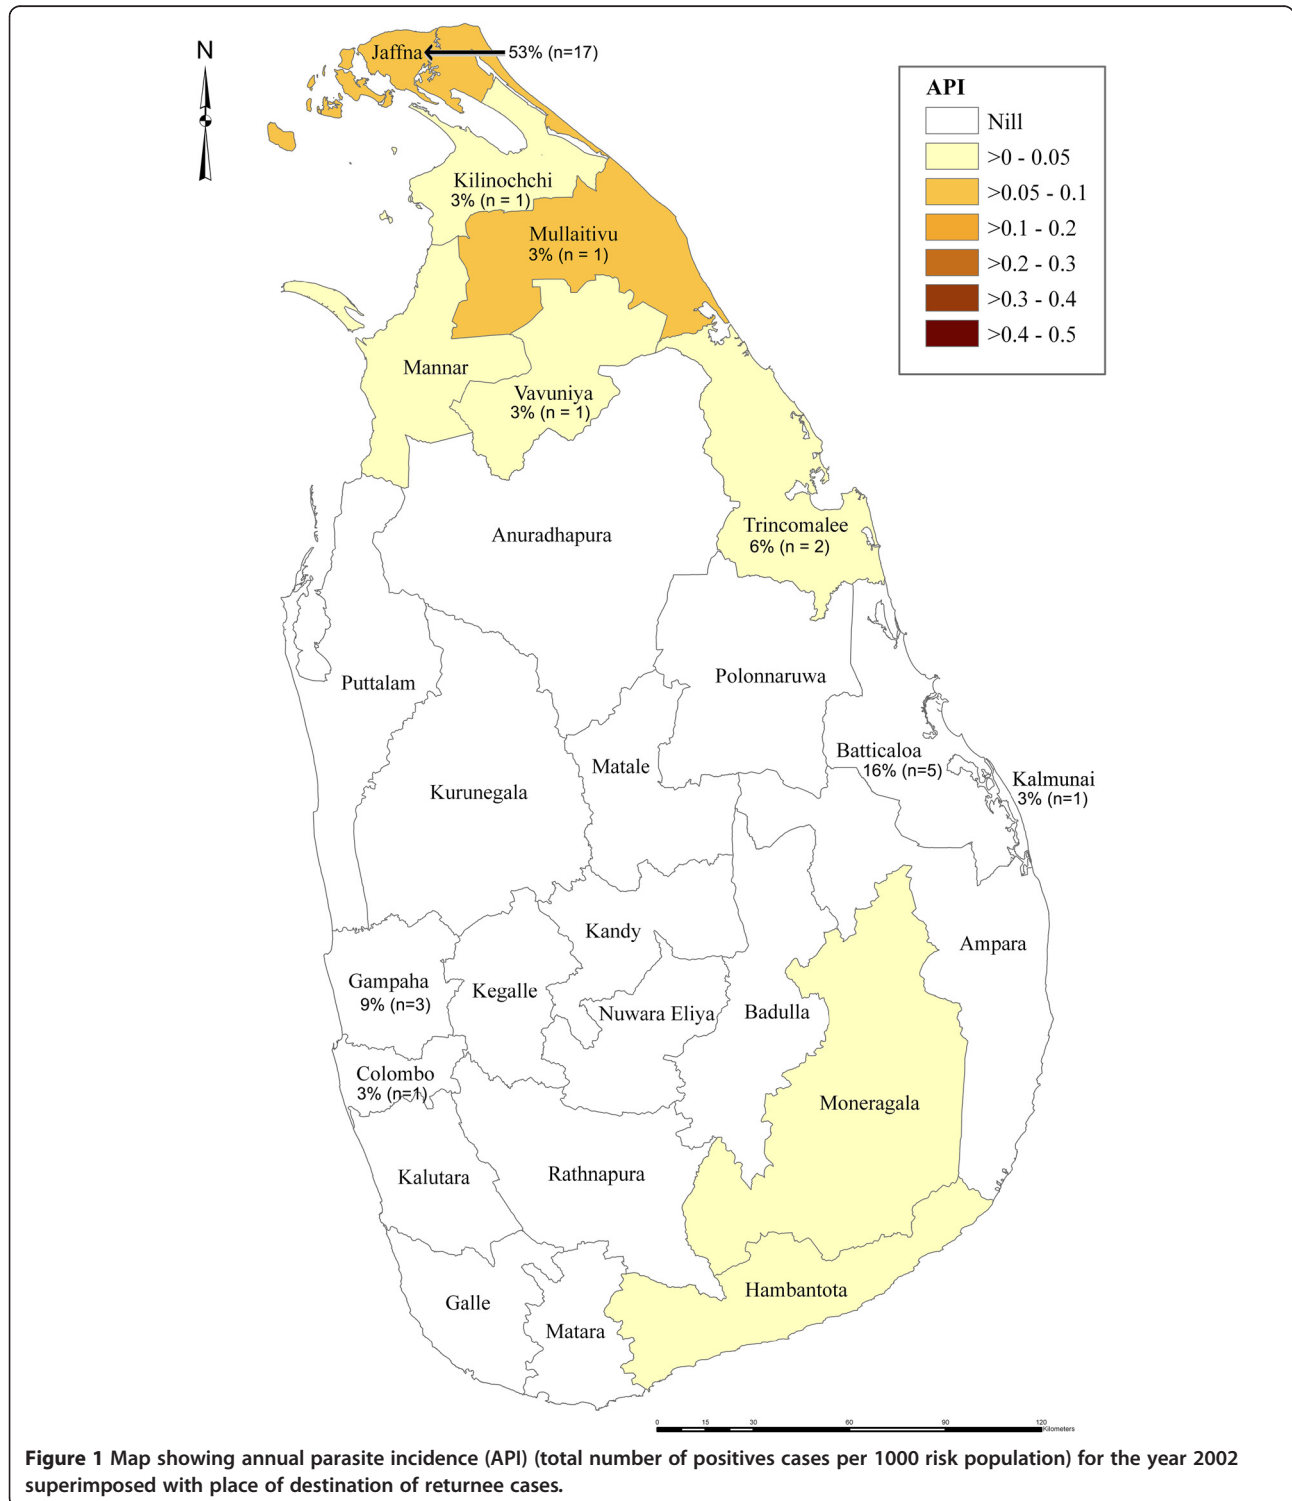 N
Jaffna
53% (n=17)
API
Nill
>0 - 0.05
>0.05 - 0.1
>0.1 - 0.2
>0.2 - 0.3
>0.3 - 0.4
>0.4 - 0.5
Kilinochchi
3% (n = 1)
Mullaitivu
3% (n = 1)
Mannar
Vavuniya
3% (n = 1)
Trincomalee
6% (n = 2)
Anuradhapura
Puttalam
Polonnaruwa
Batticaloa
16% (n=5)
Kalmunai
3% (n=1)
Matale
Kurunegala
Kandy
Ampara
Gampaha
9% (n=3)
Kegalle
Nuwara Eliya
Badulla
Colombo
3% (n=1)
Moneragala
Kalutara
Rathnapura
Hambantota
Galle
Matara
0 15 30 60 90 120
Kilometers
Figure 1 Map showing annual parasite incidence (API) (total number of positives cases per 1000 risk population) for the year 2002
superimposed with place of destination of returnee cases.